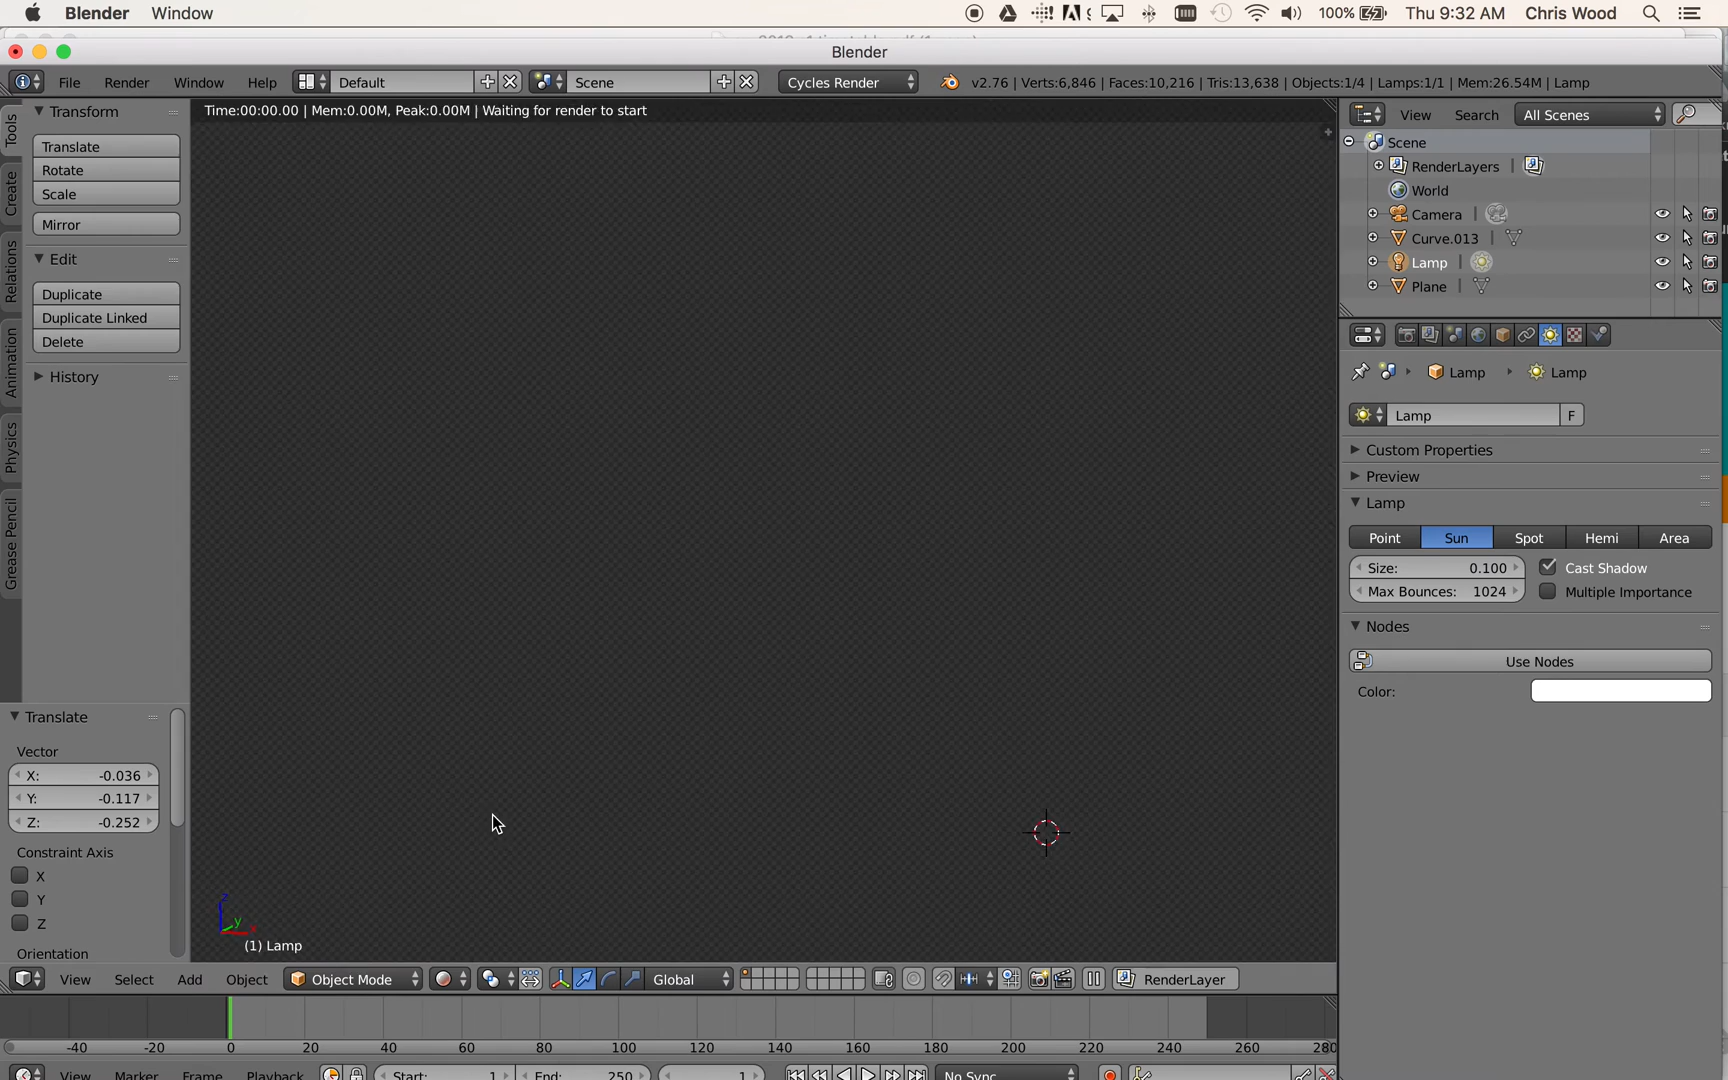 Blender Window 100% Thu 9:32 AM Chris Wood
Blender
File Render Window Help Default Scene Cycles Render v2.76 | Verts:6,846 | Faces:10,216 | Tris:13,638 | Objects:1/4 | Lamps:1/1 | Mem:26.54M | Lamp
Time:00:00.00 | Mem:0.00M, Peak:0.00M | Waiting for render to start
Tools
Create
Relations
Animation
Physics
Grease Pencil
Transform
Translate
Rotate
Scale
Mirror
Edit
Duplicate
Duplicate Linked
Delete
History
Translate
Vector
X: -0.036
Y: -0.117
Z: -0.252
Constraint Axis
X
Y
Z
Orientation
z
y
x
(1) Lamp
View Search All Scenes
Scene
RenderLayers |
World
Camera |
Curve.013 |
Lamp |
Plane |
Lamp Lamp
Lamp F
Custom Properties
Preview
Lamp
Point Sun Spot Hemi Area
Size: 0.100 Cast Shadow
Max Bounces: 1024 Multiple Importance
Nodes
Use Nodes
Color:
View Select Add Object Object Mode Global RenderLayer
-40 -20 0 20 40 60 80 100 120 140 160 180 200 220 240 260 280
View Marker Frame Playback Start: 1 End: 250 1 No Sync